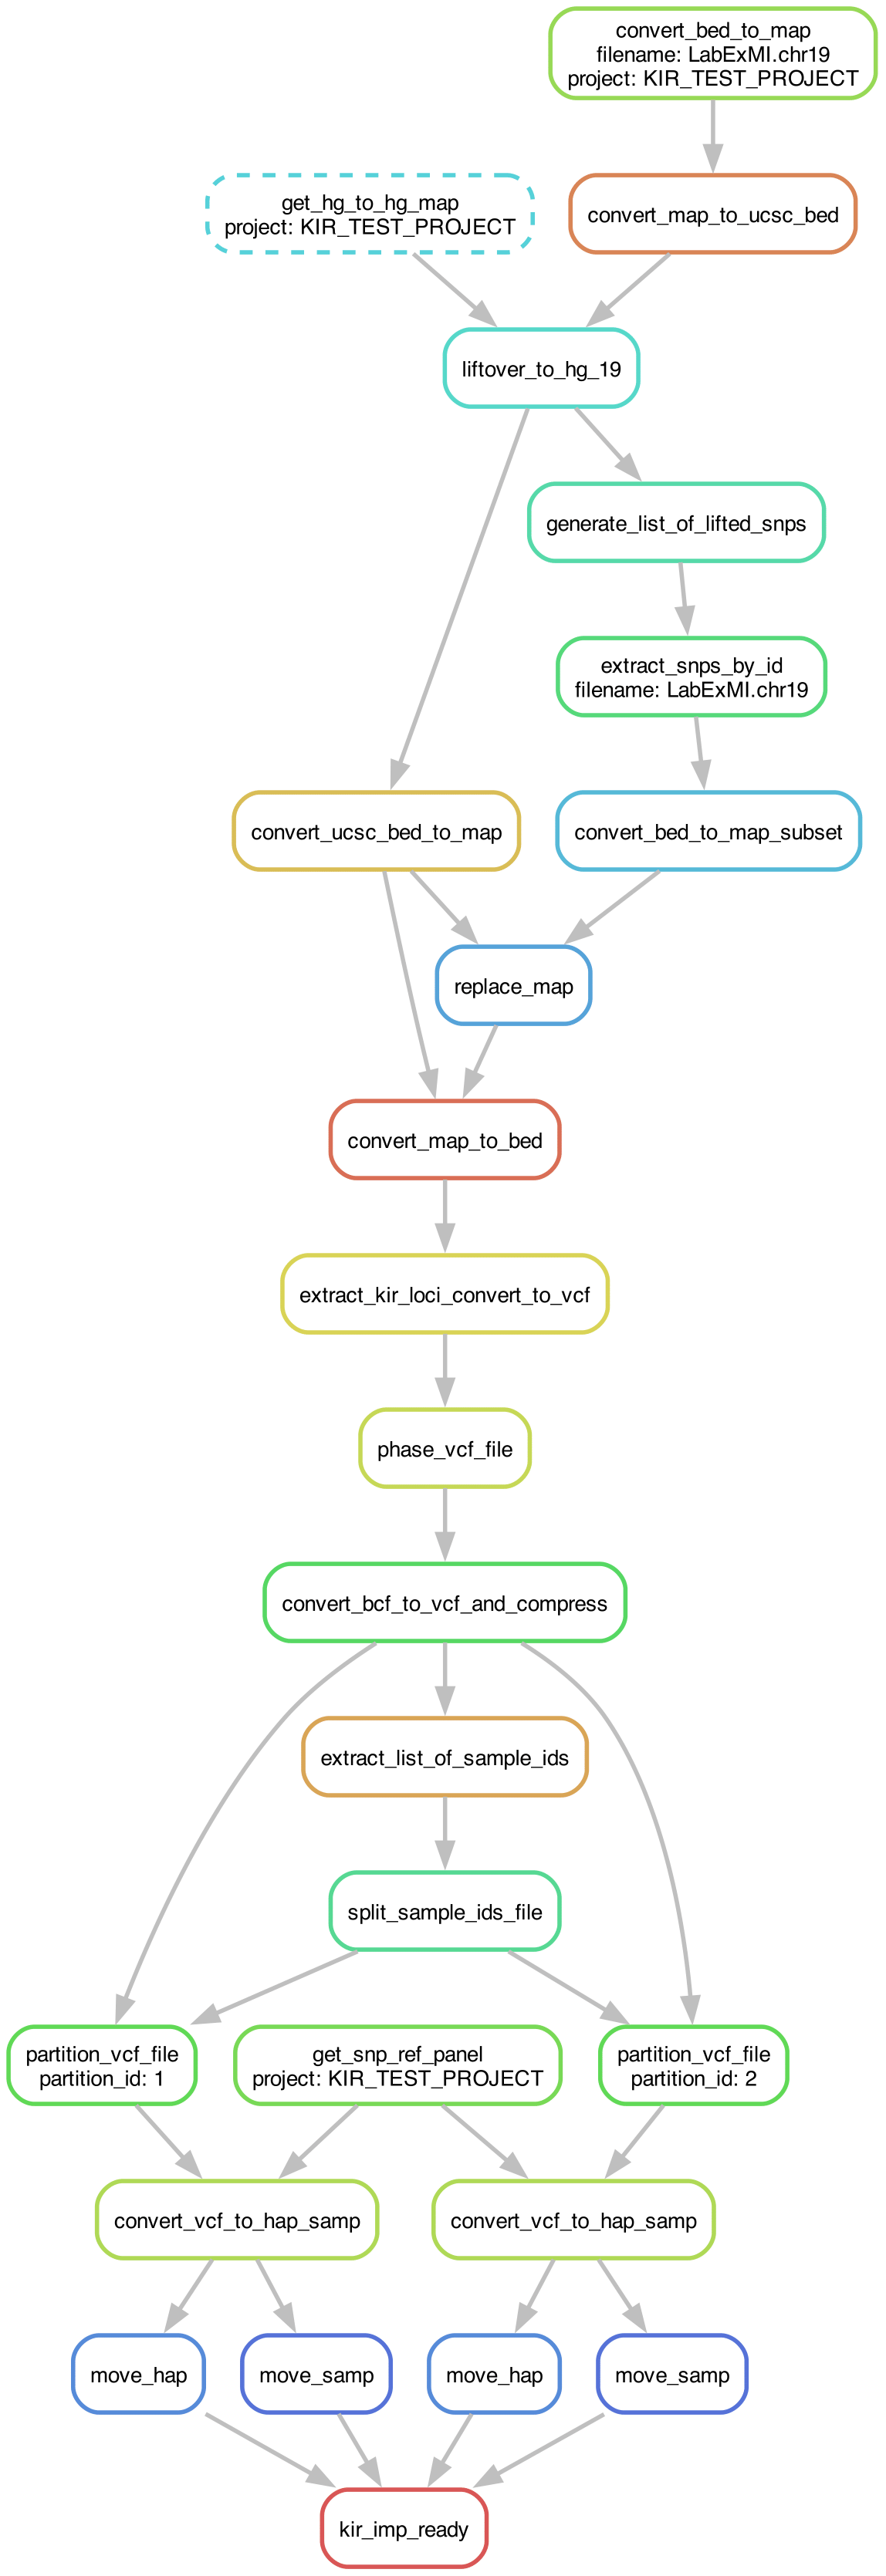 convert_bed_to_map
filename: LabExMI.chr19
project: KIR_TEST_PROJECT
get_hg_to_hg_map
project: KIR_TEST_PROJECT
convert_map_to_ucsc_bed
liftover_to_hg_19
generate_list_of_lifted_snps
extract_snps_by_id
filename: LabExMI.chr19
convert_ucsc_bed_to_map
convert_bed_to_map_subset
replace_map
convert_map_to_bed
extract_kir_loci_convert_to_vcf
phase_vcf_file
convert_bcf_to_vcf_and_compress
extract_list_of_sample_ids
split_sample_ids_file
partition_vcf_file
partition_id: 1
get_snp_ref_panel
project: KIR_TEST_PROJECT
partition_vcf_file
partition_id: 2
convert_vcf_to_hap_samp
convert_vcf_to_hap_samp
move_hap
move_samp
move_hap
move_samp
kir_imp_ready